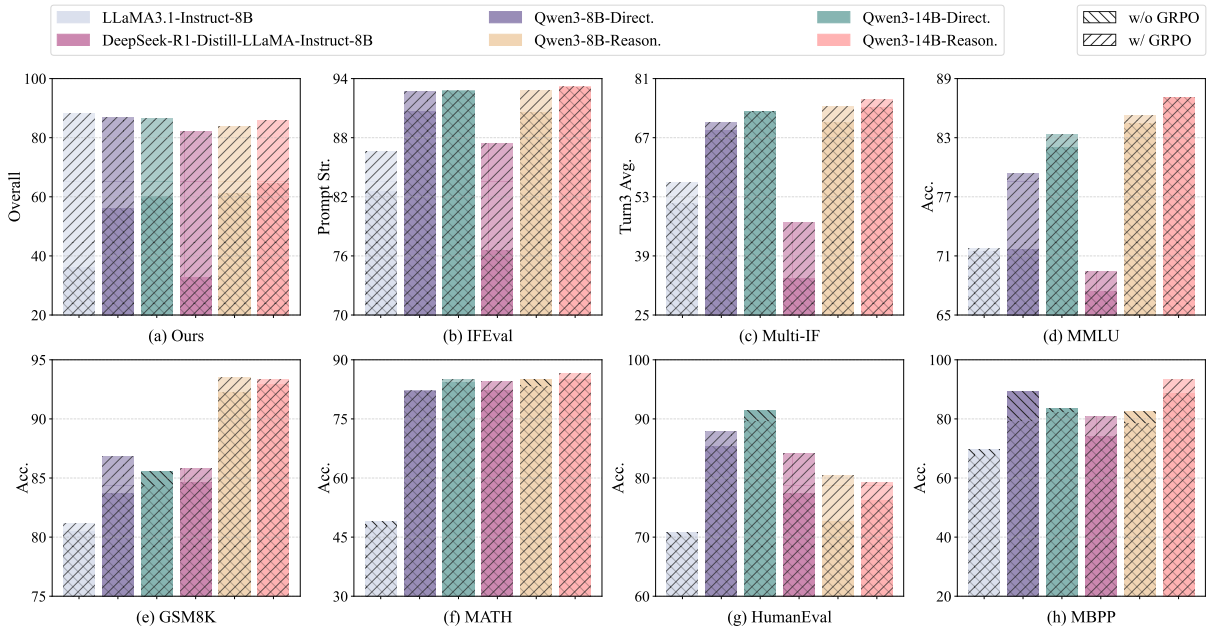 LLaMA3.1-Instruct-8B
DeepSeek-R1-Distill-LLaMA-Instruct-8B
Qwen3-8B-Direct.
Qwen3-8B-Reason.
Qwen3-14B-Direct.
Qwen3-14B-Reason.
w/o GRPO
w/ GRPO
Overall
100
80
60
40
20
(a) Ours
Prompt Str.
94
88
82
76
70
(b) IFEval
Turn3 Avg.
81
67
53
39
25
(c) Multi-IF
Acc.
89
83
77
71
65
(d) MMLU
Acc.
95
90
85
80
75
(e) GSM8K
Acc.
90
75
60
45
30
(f) MATH
Acc.
100
90
80
70
60
(g) HumanEval
Acc.
100
80
60
40
20
(h) MBPP